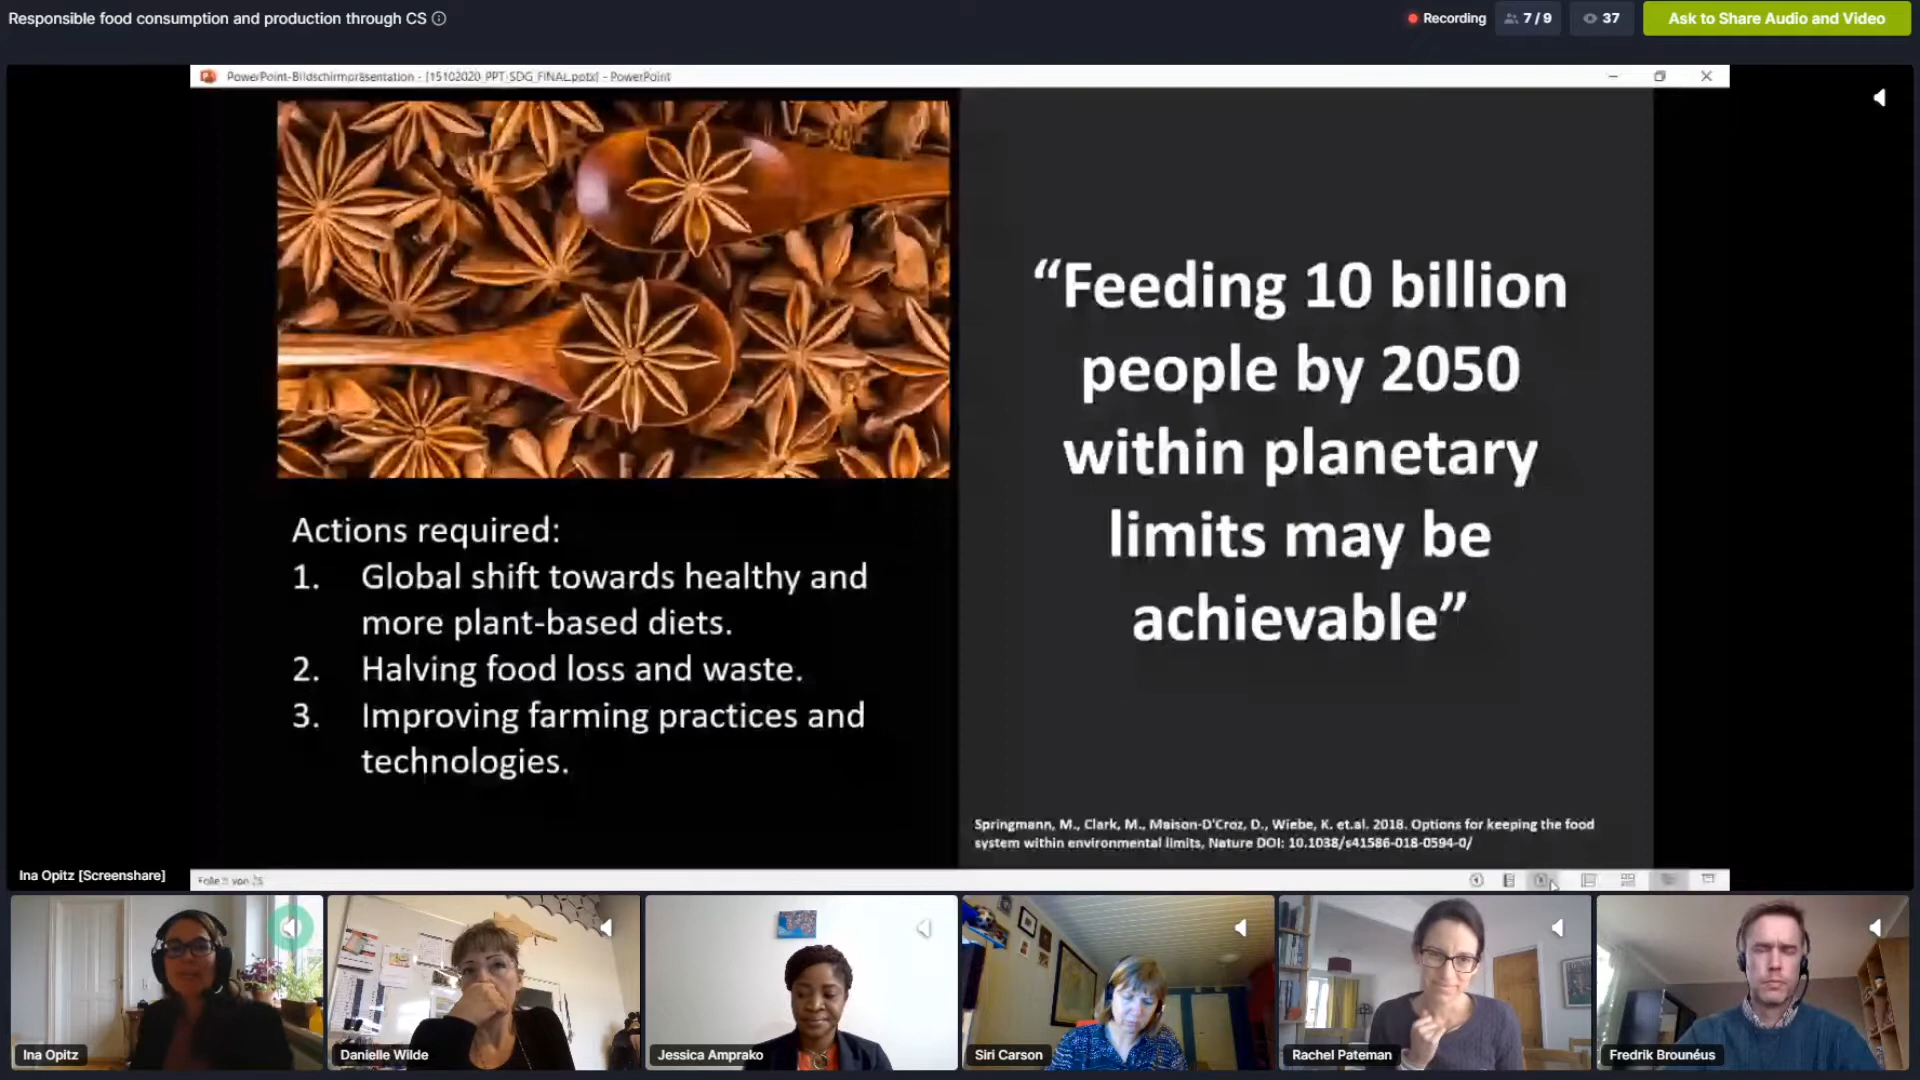 Responsible food consumption and production through CS
Recording
7 / 9
37
Ask to Share Audio and Video
PowerPoint-Bildschirmpräsentation - [15102020_PPT_SDG_FINAL.pptx] - PowerPoint
“Feeding 10 billion
people by 2050
within planetary
limits may be
achievable”
Actions required:
1. Global shift towards healthy and
more plant-based diets.
2. Halving food loss and waste.
3. Improving farming practices and
technologies.
Springmann, M., Clark, M., Maison-D'Croz, D., Wiebe, K. et.al. 2018. Options for keeping the food
system within environmental limits, Nature DOI: 10.1038/s41586-018-0594-0/
Ina Opitz [Screenshare]
Ina Opitz
Danielle Wilde
Jessica Amprako
Siri Carson
Rachel Pateman
Fredrik Brounéus